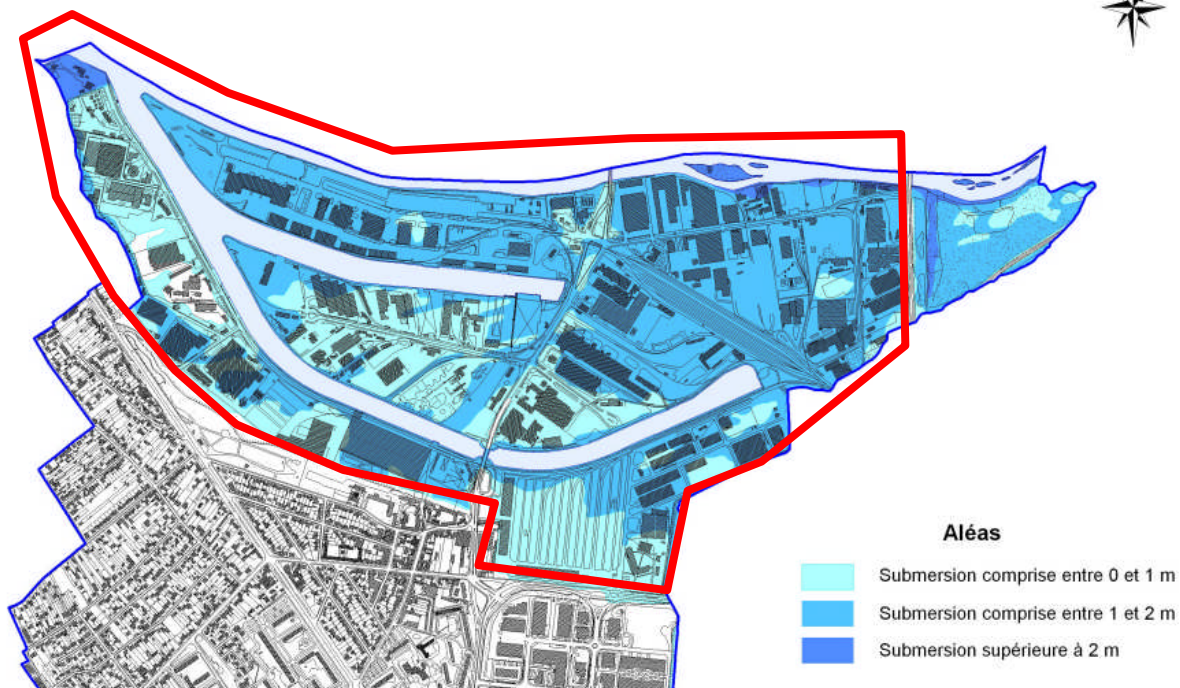 Aléas
Submersion comprise entre 0 et 1 m
Submersion comprise entre 1 et 2 m
Submersion supérieure à 2 m